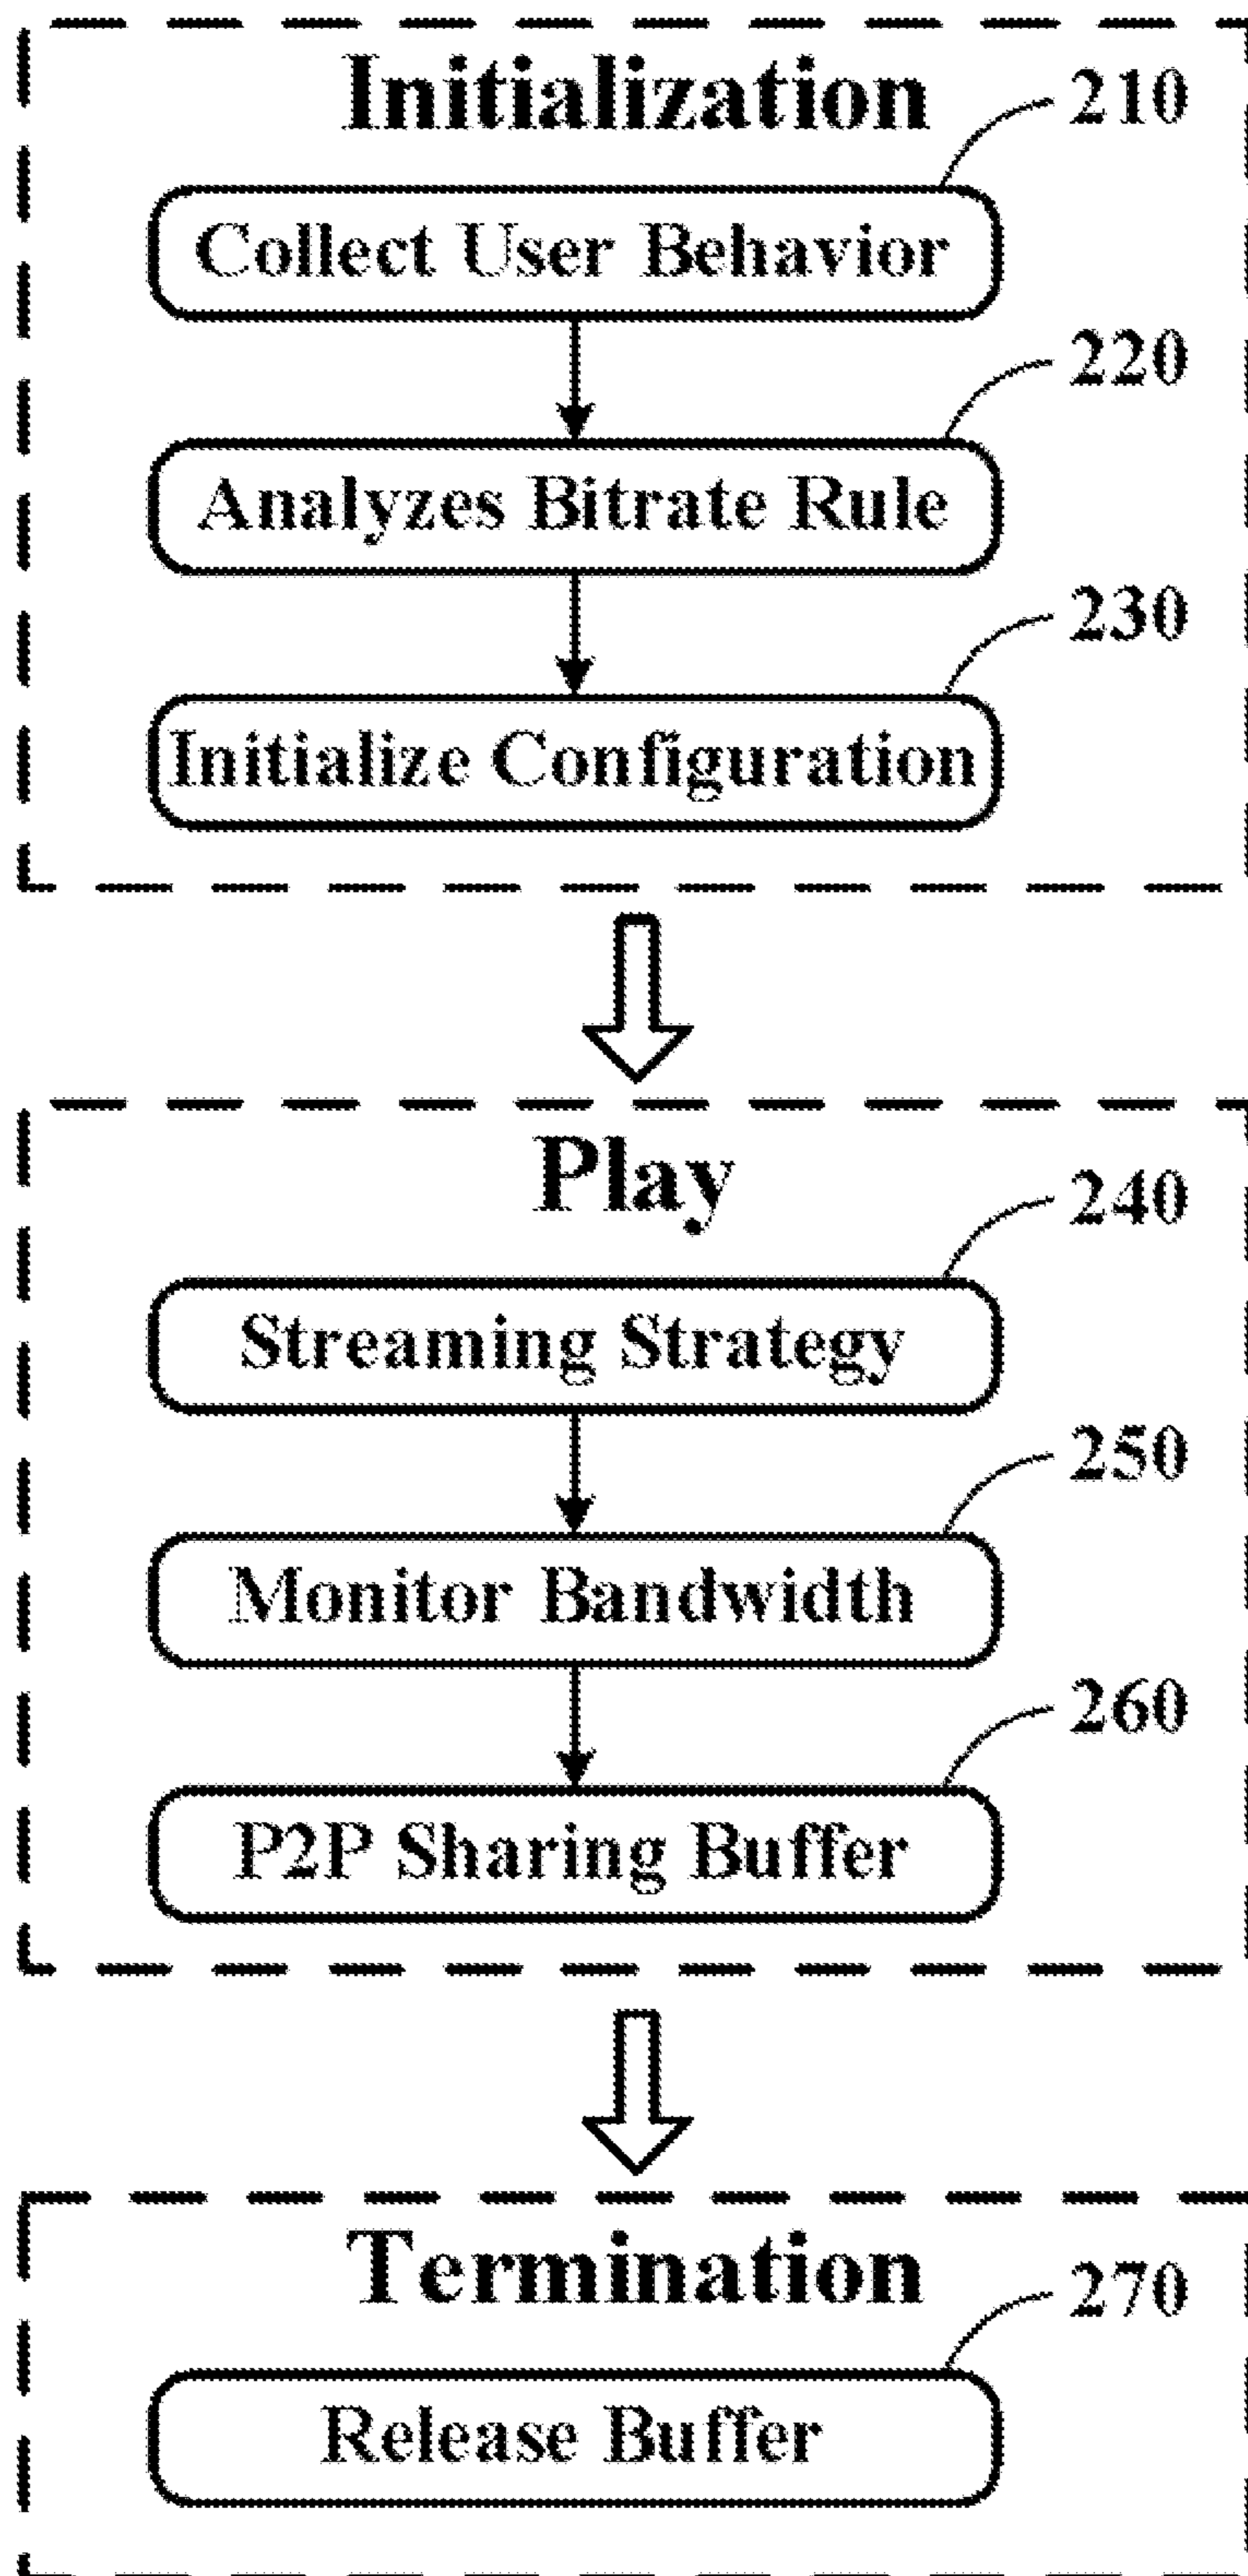 Initialization
210
Collect User Behavior
220
Analyzes Bitrate Rule
230
Initialize Configuration
Play
240
Streaming Strategy
250
Monitor Bandwidth
260
P2P Sharing Buffer
Termination
270
Release Buffer